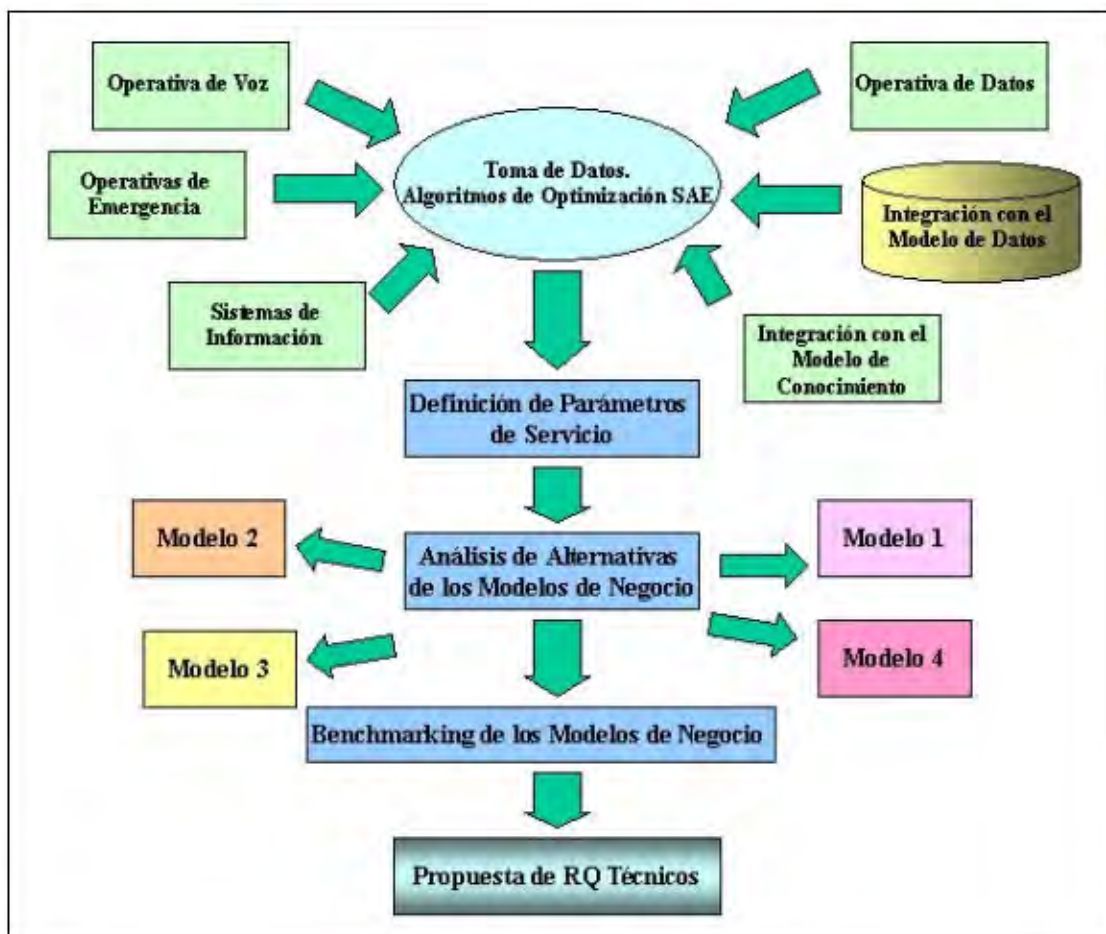 Operativa de Voz
Operativa de Datos
Toma de Datos.
Algoritmos de Optimización SAE
Operativas de
Emergencia
Integración con el
Modelo de Datos
Sistemas de
Información
Integración con el
Modelo de
Conocimiento
Definición de Parámetros
de Servicio
Modelo 2
Modelo 1
Análisis de Alternativas
de los Modelos de Negocio
Modelo 3
Modelo 4
Benchmarking de los Modelos de Negocio
Propuesta de RQ Técnicos